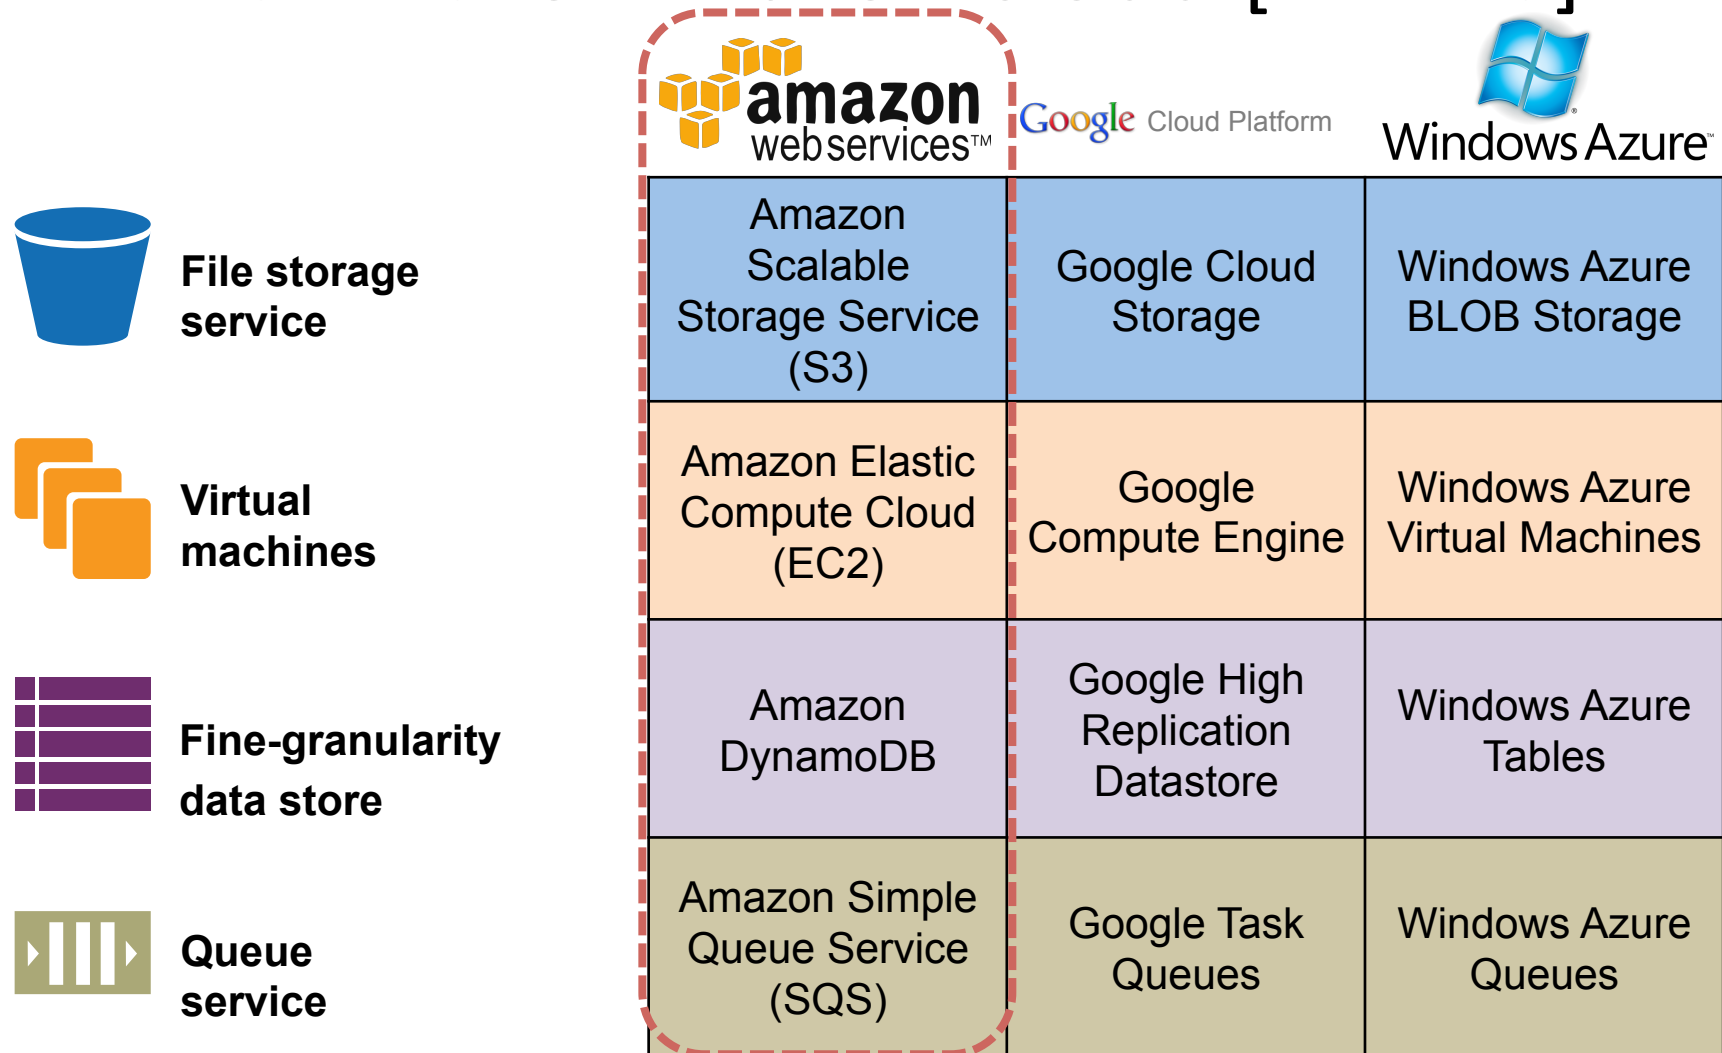 amazon
web services™
Google Cloud Platform
Windows Azure™
File storage
service
Amazon
Scalable
Storage Service
(S3)
Google Cloud
Storage
Windows Azure
BLOB Storage
Virtual
machines
Amazon Elastic
Compute Cloud
(EC2)
Google
Compute Engine
Windows Azure
Virtual Machines
Fine-granularity
data store
Amazon
DynamoDB
Google High
Replication
Datastore
Windows Azure
Tables
Queue
service
Amazon Simple
Queue Service
(SQS)
Google Task
Queues
Windows Azure
Queues